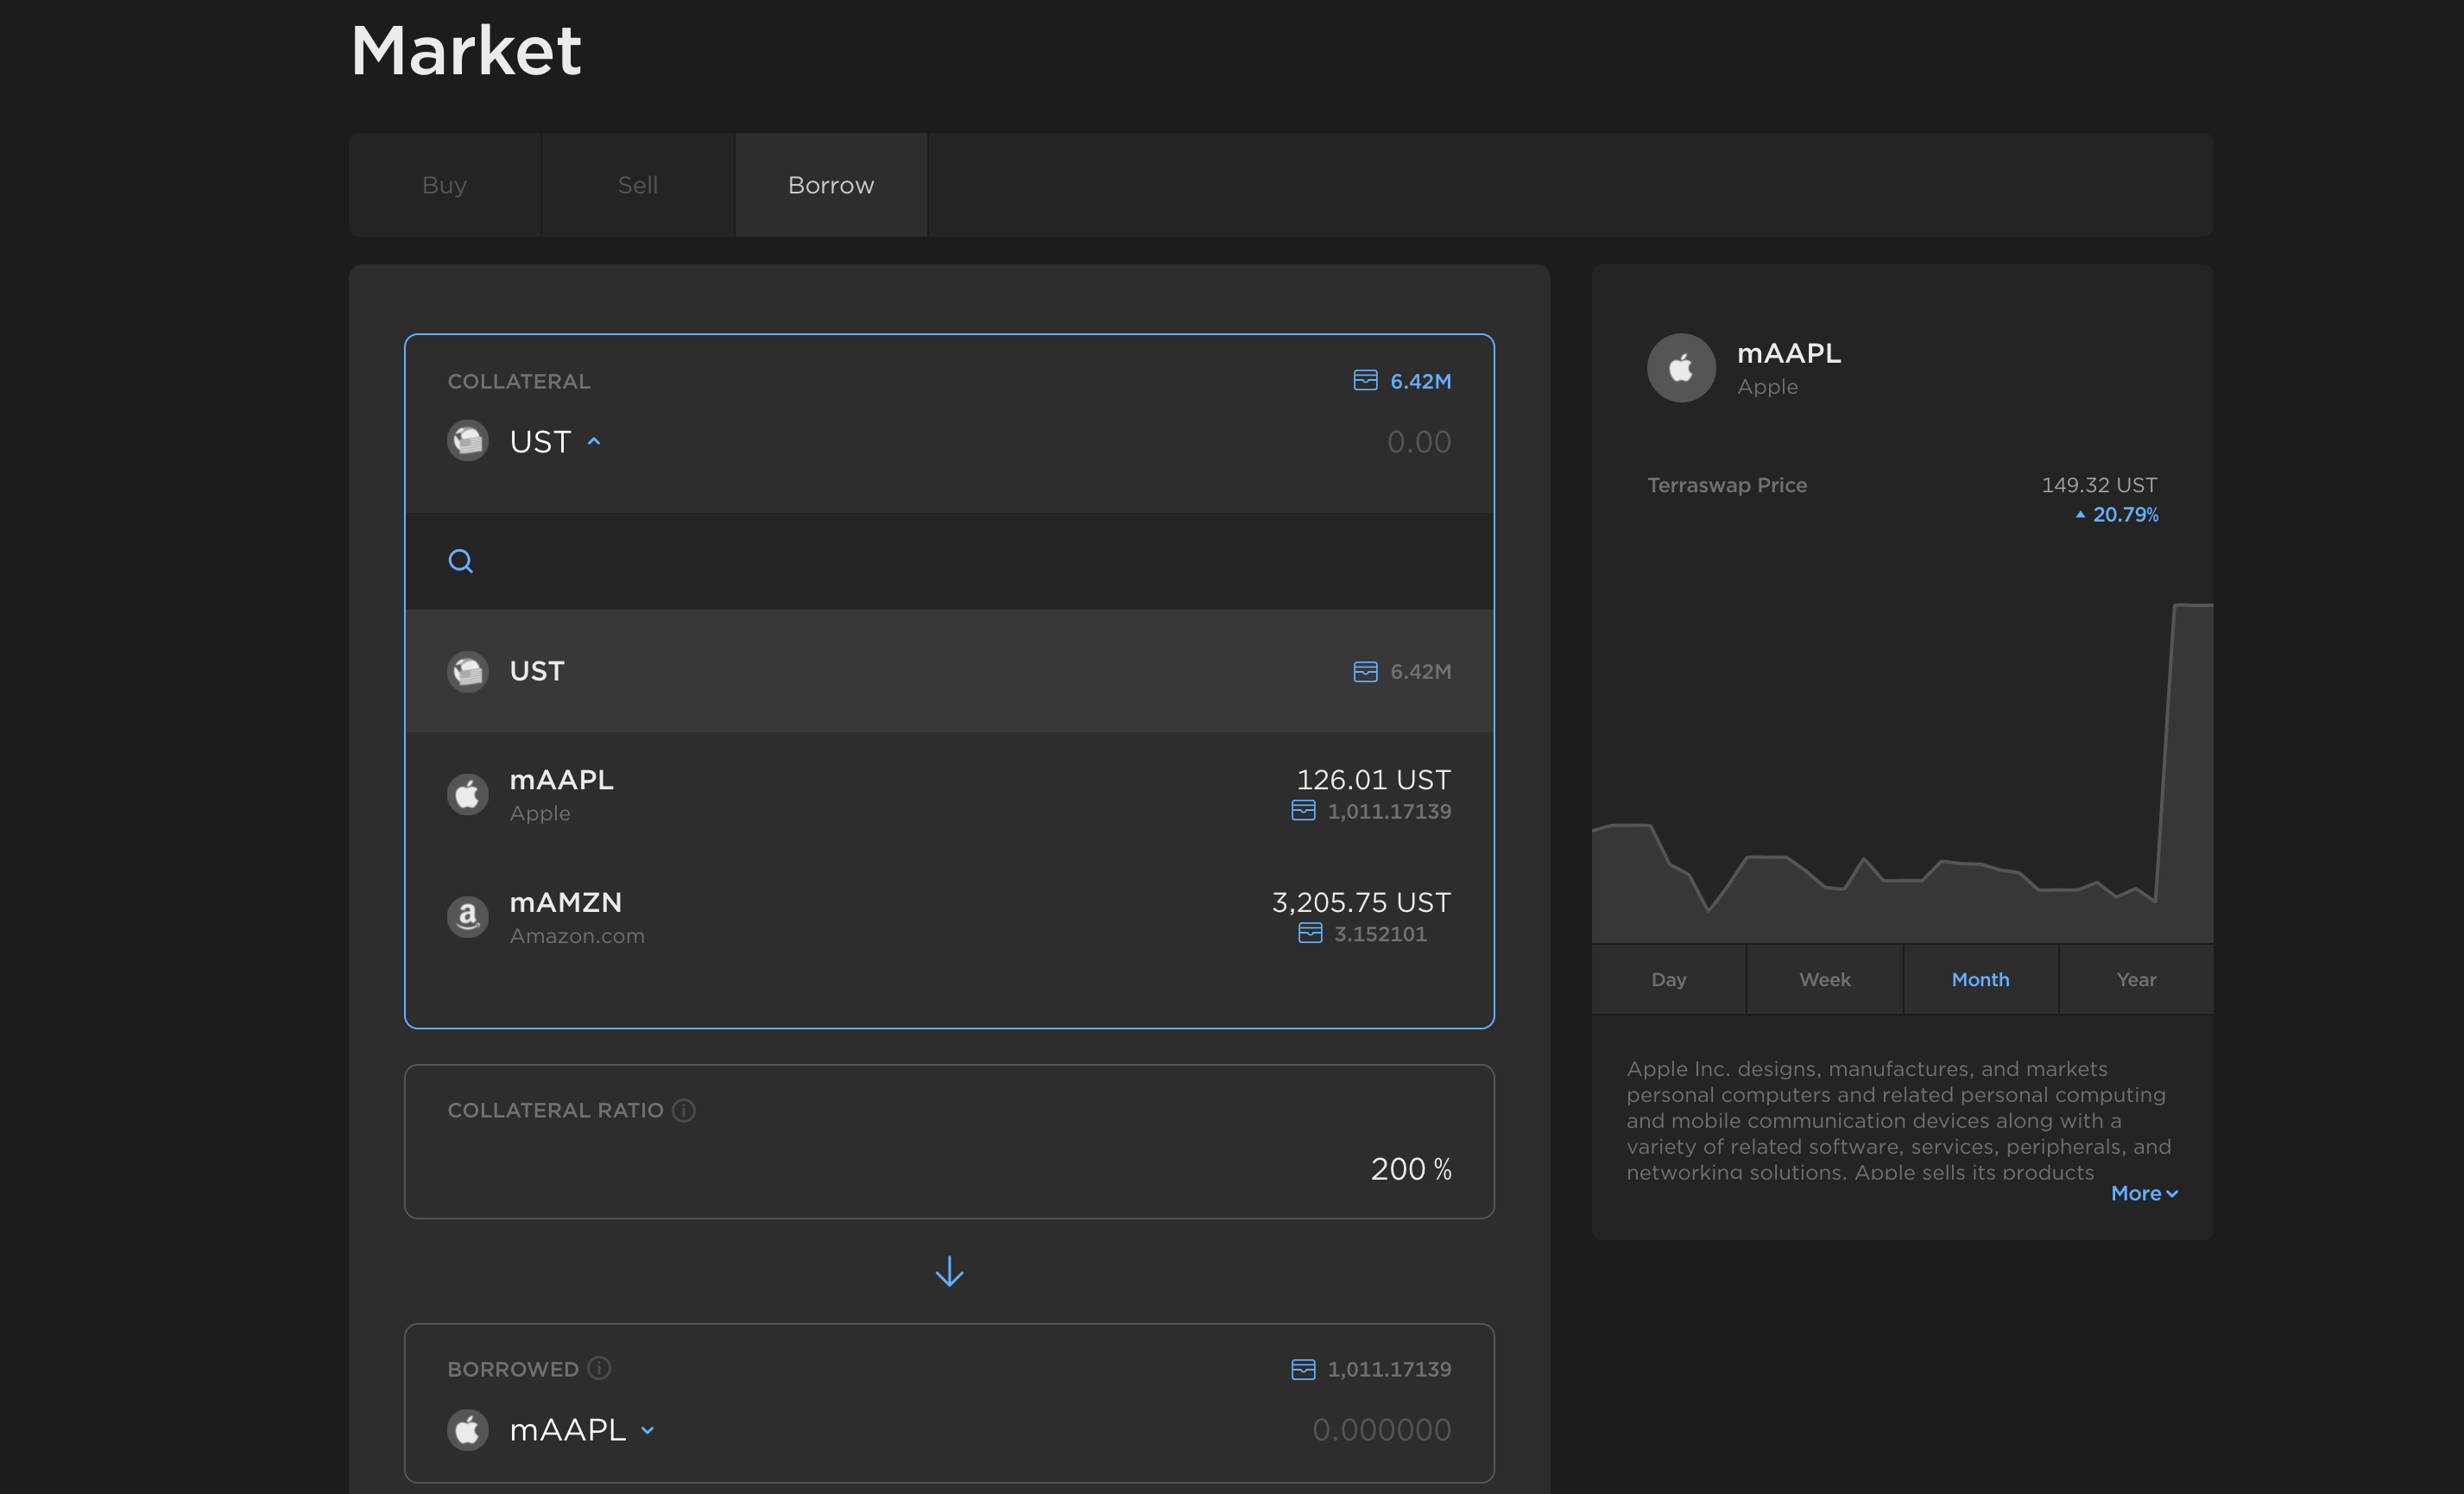 Market
Buy
Sell
Borrow
COLLATERAL
6.42M
UST
0.00
UST
6.42M
mAAPL
126.01 UST
Apple
1,011.17139
mAMZN
3,205.75 UST
Amazon.com
3.152101
COLLATERAL RATIO
200 %
BORROWED
1,011.17139
mAAPL
0.000000
mAAPL
Apple
Terraswap Price
149.32 UST
20.79%
Day
Week
Month
Year
Apple Inc. designs, manufactures, and markets
personal computers and related personal computing
and mobile communication devices along with a
variety of related software, services, peripherals, and
networking solutions. Apple sells its products
More